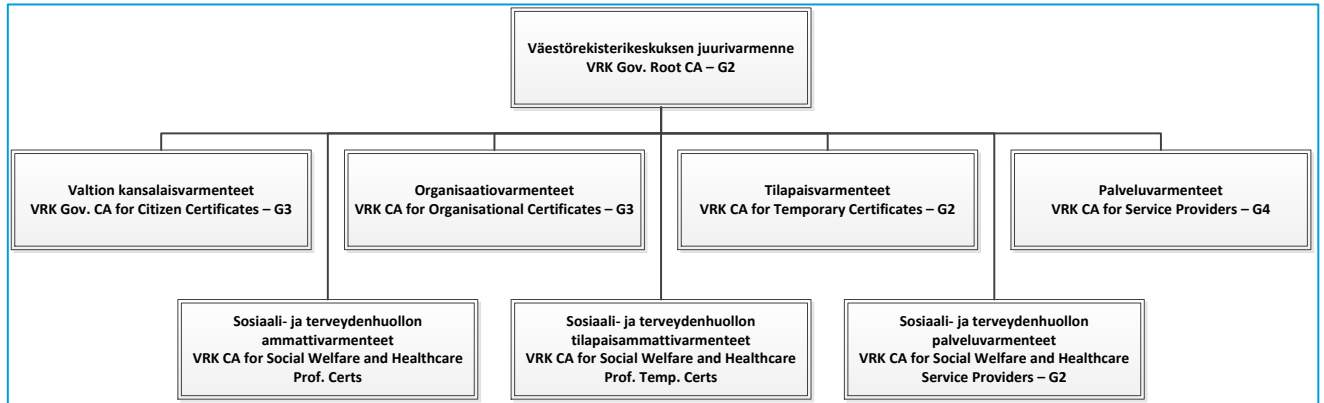 Väestörekisterikeskuksen juurivarmenne
VRK Gov. Root CA – G2
Valtion kansalaisvarmenteet
VRK Gov. CA for Citizen Certificates – G3
Organisaatiovarmenteet
VRK CA for Organisational Certificates – G3
Tilapaisvarmenteet
VRK CA for Temporary Certificates – G2
Palveluvarmenteet
VRK CA for Service Providers – G4
Sosiaali- ja terveydenhuollon
ammattivarmenteet
VRK CA for Social Welfare and Healthcare
Prof. Certs
Sosiaali- ja terveydenhuollon
tilapaisammattivarmenteet
VRK CA for Social Welfare and Healthcare
Prof. Temp. Certs
Sosiaali- ja terveydenhuollon
palveluvarmenteet
VRK CA for Social Welfare and Healthcare
Service Providers – G2